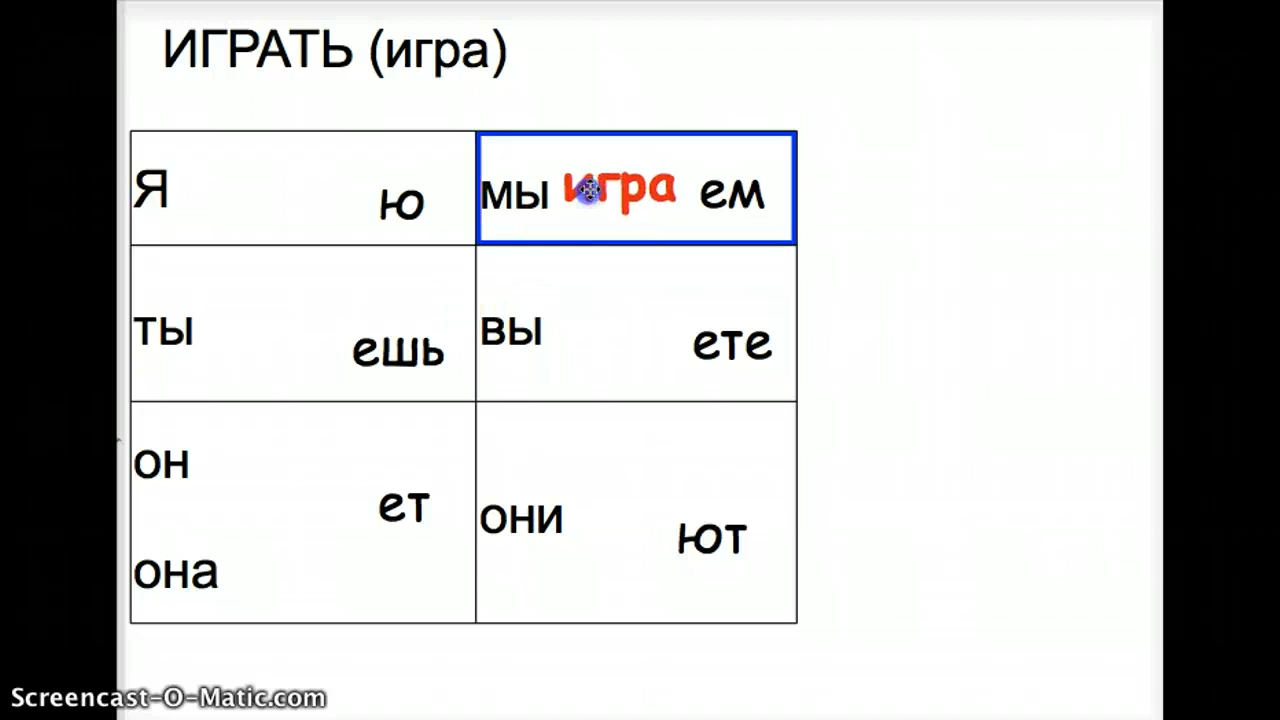 ИГРАТЬ (игра)
Я ю
мы игра ем
ты ешь
вы ете
он
ет
она
они ют
Screencast-O-Matic.com